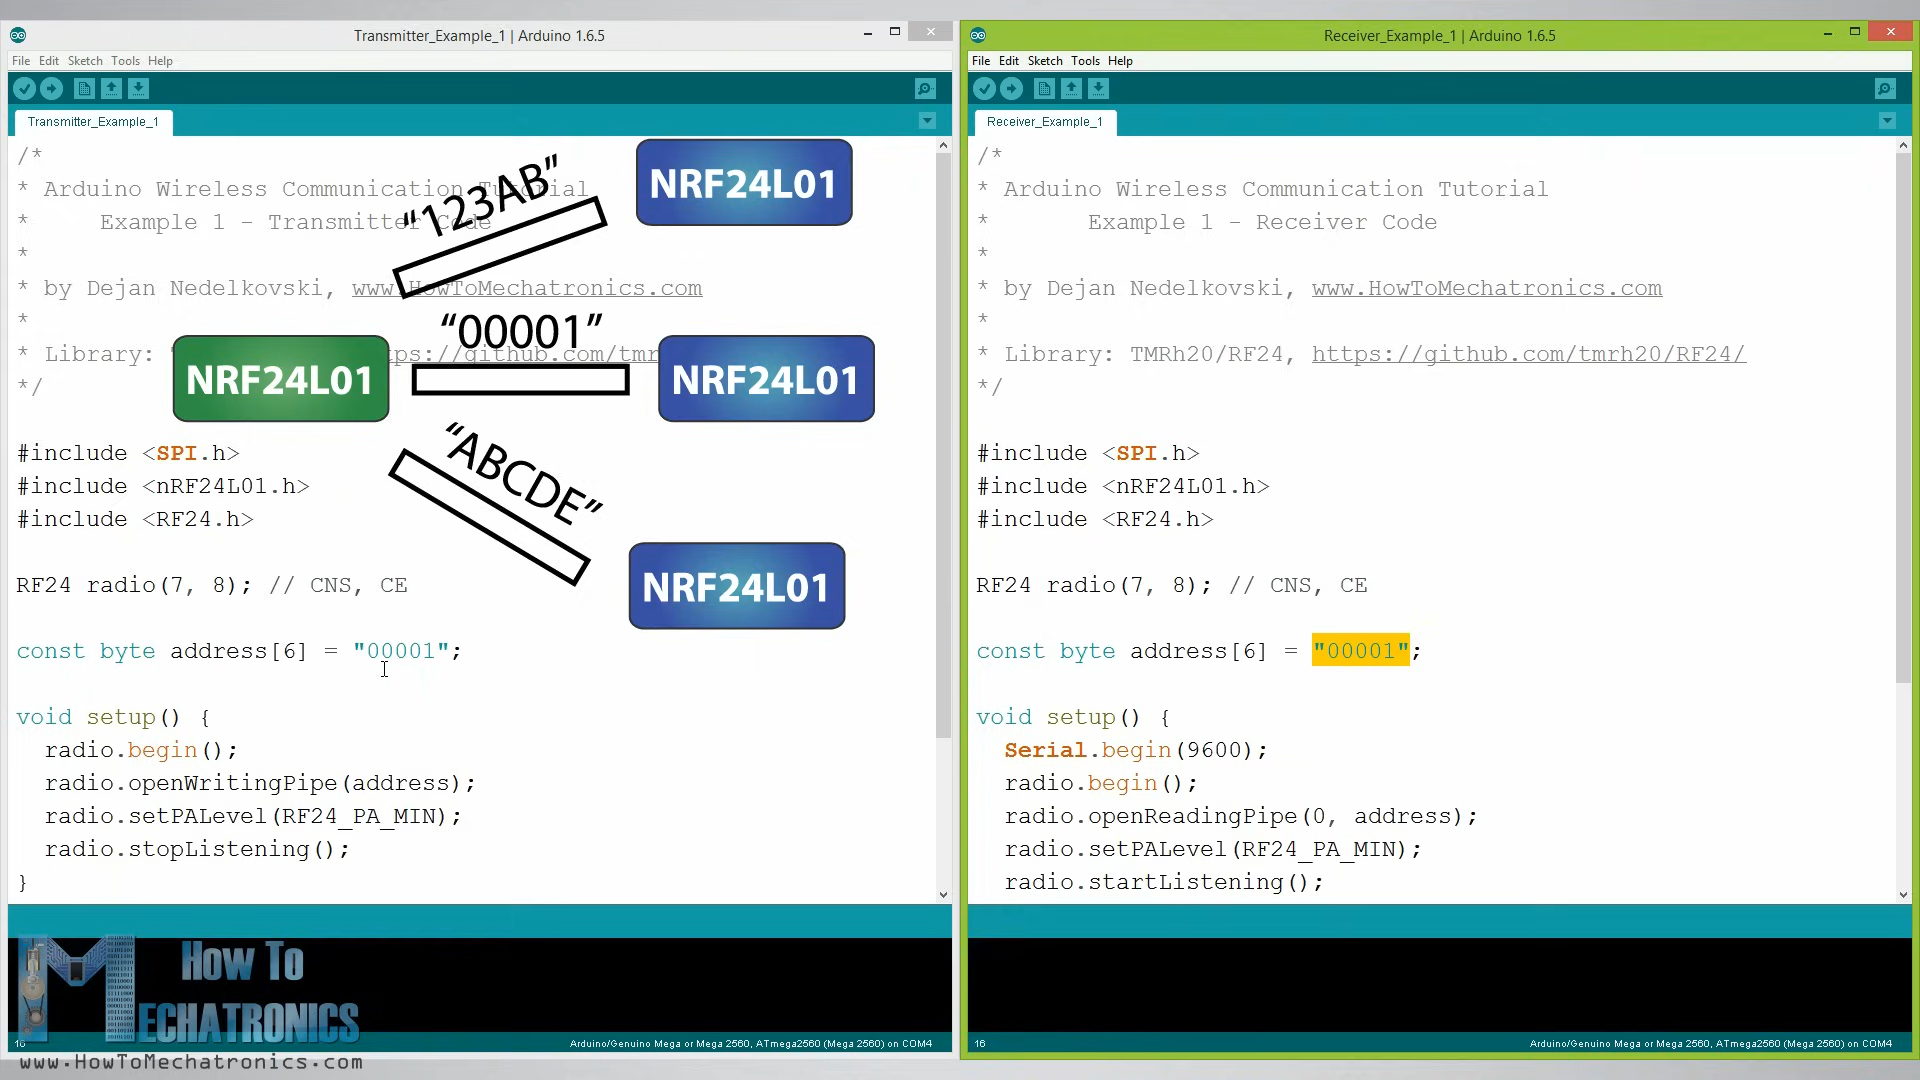 Transmitter_Example_1 | Arduino 1.6.5
File Edit Sketch Tools Help
Transmitter_Example_1
/*
* Arduino Wireless Communication Tutorial
* Example 1 - Transmitter Code
*
* by Dejan Nedelkovski, www.HowToMechatronics.com
*
* Library: ps://github.com/tmr
*/
#include <SPI.h>
#include <nRF24L01.h>
#include <RF24.h>
RF24 radio(7, 8); // CNS, CE
const byte address[6] = "00001";
void setup() {
radio.begin();
radio.openWritingPipe(address);
radio.setPALevel(RF24_PA_MIN);
radio.stopListening();
}
“123AB”
NRF24L01
“00001”
NRF24L01
NRF24L01
“ABCDE”
NRF24L01
How To
MECHATRONICS
www.HowToMechatronics.com
Arduino/Genuino Mega or Mega 2560, ATmega2560 (Mega 2560) on COM4
Receiver_Example_1 | Arduino 1.6.5
File Edit Sketch Tools Help
Receiver_Example_1
/*
* Arduino Wireless Communication Tutorial
* Example 1 - Receiver Code
*
* by Dejan Nedelkovski, www.HowToMechatronics.com
*
* Library: TMRh20/RF24, https://github.com/tmrh20/RF24/
*/
#include <SPI.h>
#include <nRF24L01.h>
#include <RF24.h>
RF24 radio(7, 8); // CNS, CE
const byte address[6] = "00001";
void setup() {
Serial.begin(9600);
radio.begin();
radio.openReadingPipe(0, address);
radio.setPALevel(RF24_PA_MIN);
radio.startListening();
16
Arduino/Genuino Mega or Mega 2560, ATmega2560 (Mega 2560) on COM4